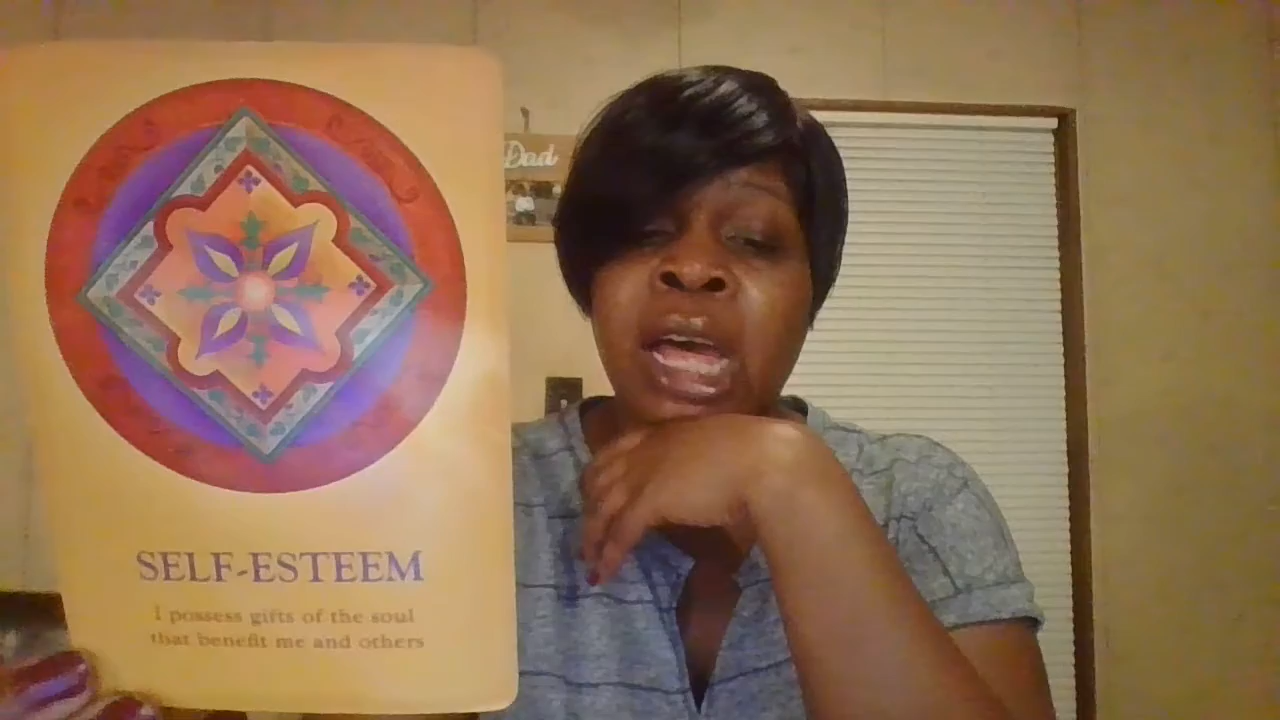 Dad
SELF-ESTEEM
I possess gifts of the soul
that benefit me and others